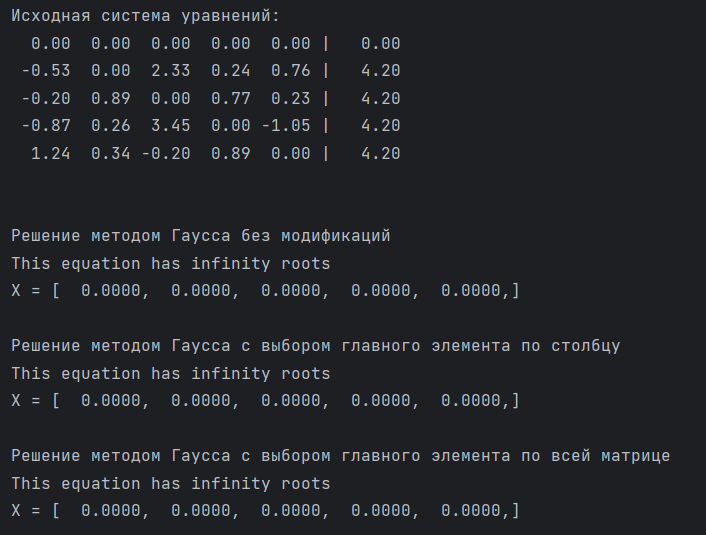 Исходная система уравнений:
0.00 0.00 0.00 0.00 0.00 | 0.00
-0.53 0.00 2.33 0.24 0.76 | 4.20
-0.20 0.89 0.00 0.77 0.23 | 4.20
-0.87 0.26 3.45 0.00 -1.05 | 4.20
1.24 0.34 -0.20 0.89 0.00 | 4.20
Решение методом Гаусса без модификаций
This equation has infinity roots
X = [ 0.0000, 0.0000, 0.0000, 0.0000, 0.0000,]
Решение методом Гаусса с выбором главного элемента по столбцу
This equation has infinity roots
X = [ 0.0000, 0.0000, 0.0000, 0.0000, 0.0000,]
Решение методом Гаусса с выбором главного элемента по всей матрице
This equation has infinity roots
X = [ 0.0000, 0.0000, 0.0000, 0.0000, 0.0000,]